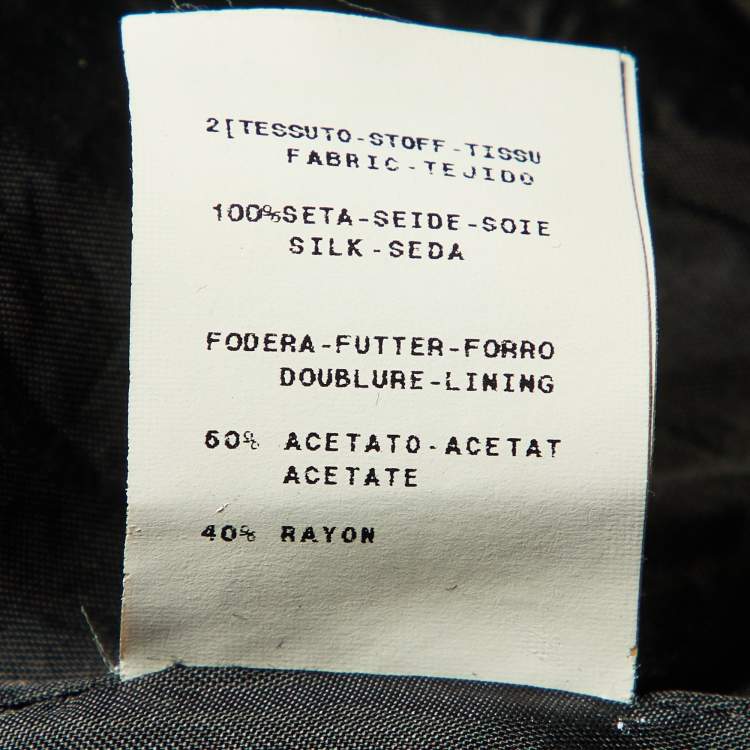 2[TESSUTO-STOFF-TISSU
FABRIC-TEJIDO
100%SETA-SEIDE-SOIE
SILK-SEDA
FODERA-FUTTER-FORRO
DOUBLURE-LINING
60% ACETATO-ACETAT
ACETATE
40% RAYON